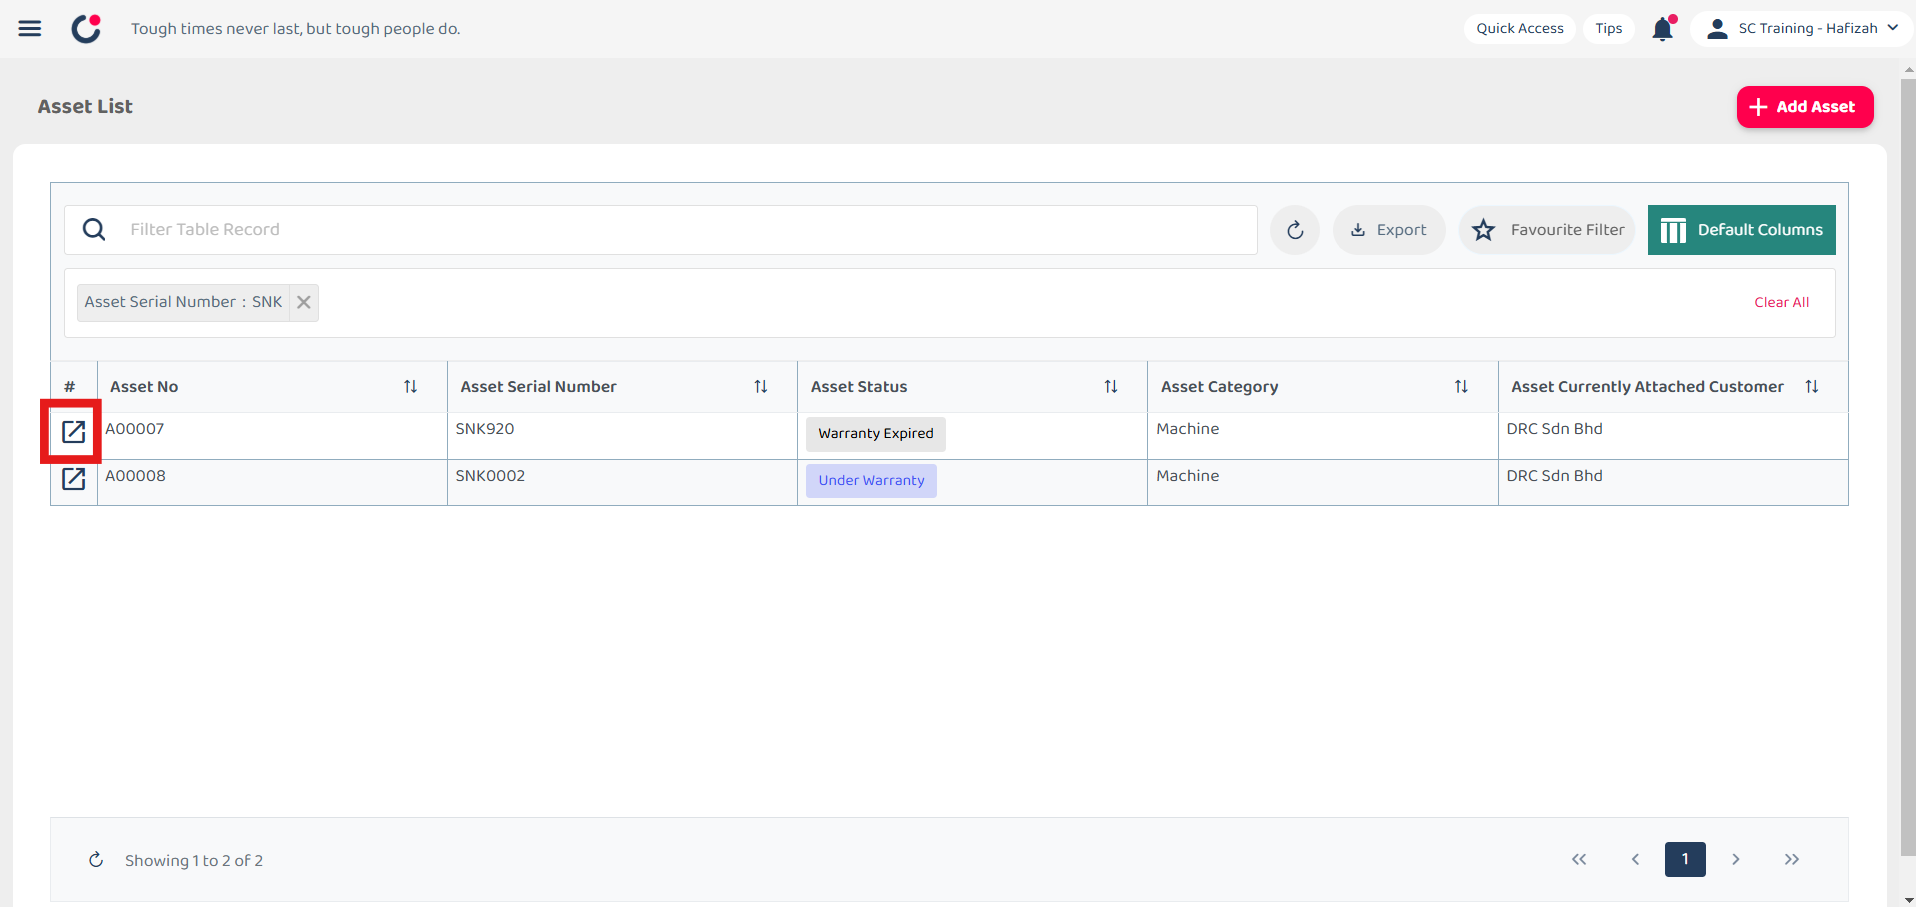 Tough times never last, but tough people do.
Quick Access
Tips
SC Training - Hafizah
Asset List
Add Asset
Filter Table Record
Export
Favourite Filter
Default Columns
Asset Serial Number : SNK
Clear All
# Asset No Asset Serial Number Asset Status Asset Category Asset Currently Attached Customer
A00007 SNK920 Warranty Expired Machine DRC Sdn Bhd
A00008 SNK0002 Under Warranty Machine DRC Sdn Bhd
Showing 1 to 2 of 2
1